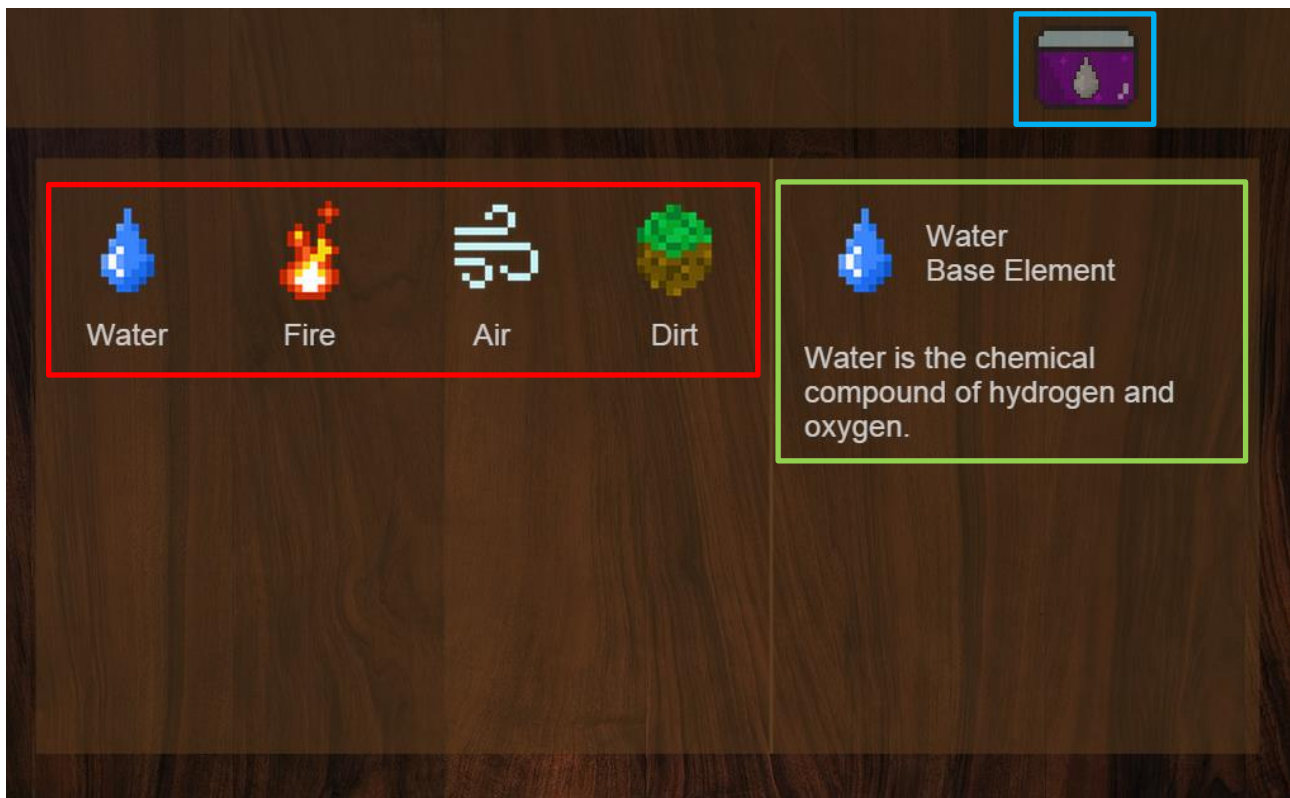 Water
Fire
Air
Dirt
Water
Base Element
Water is the chemical
compound of hydrogen and
oxygen.